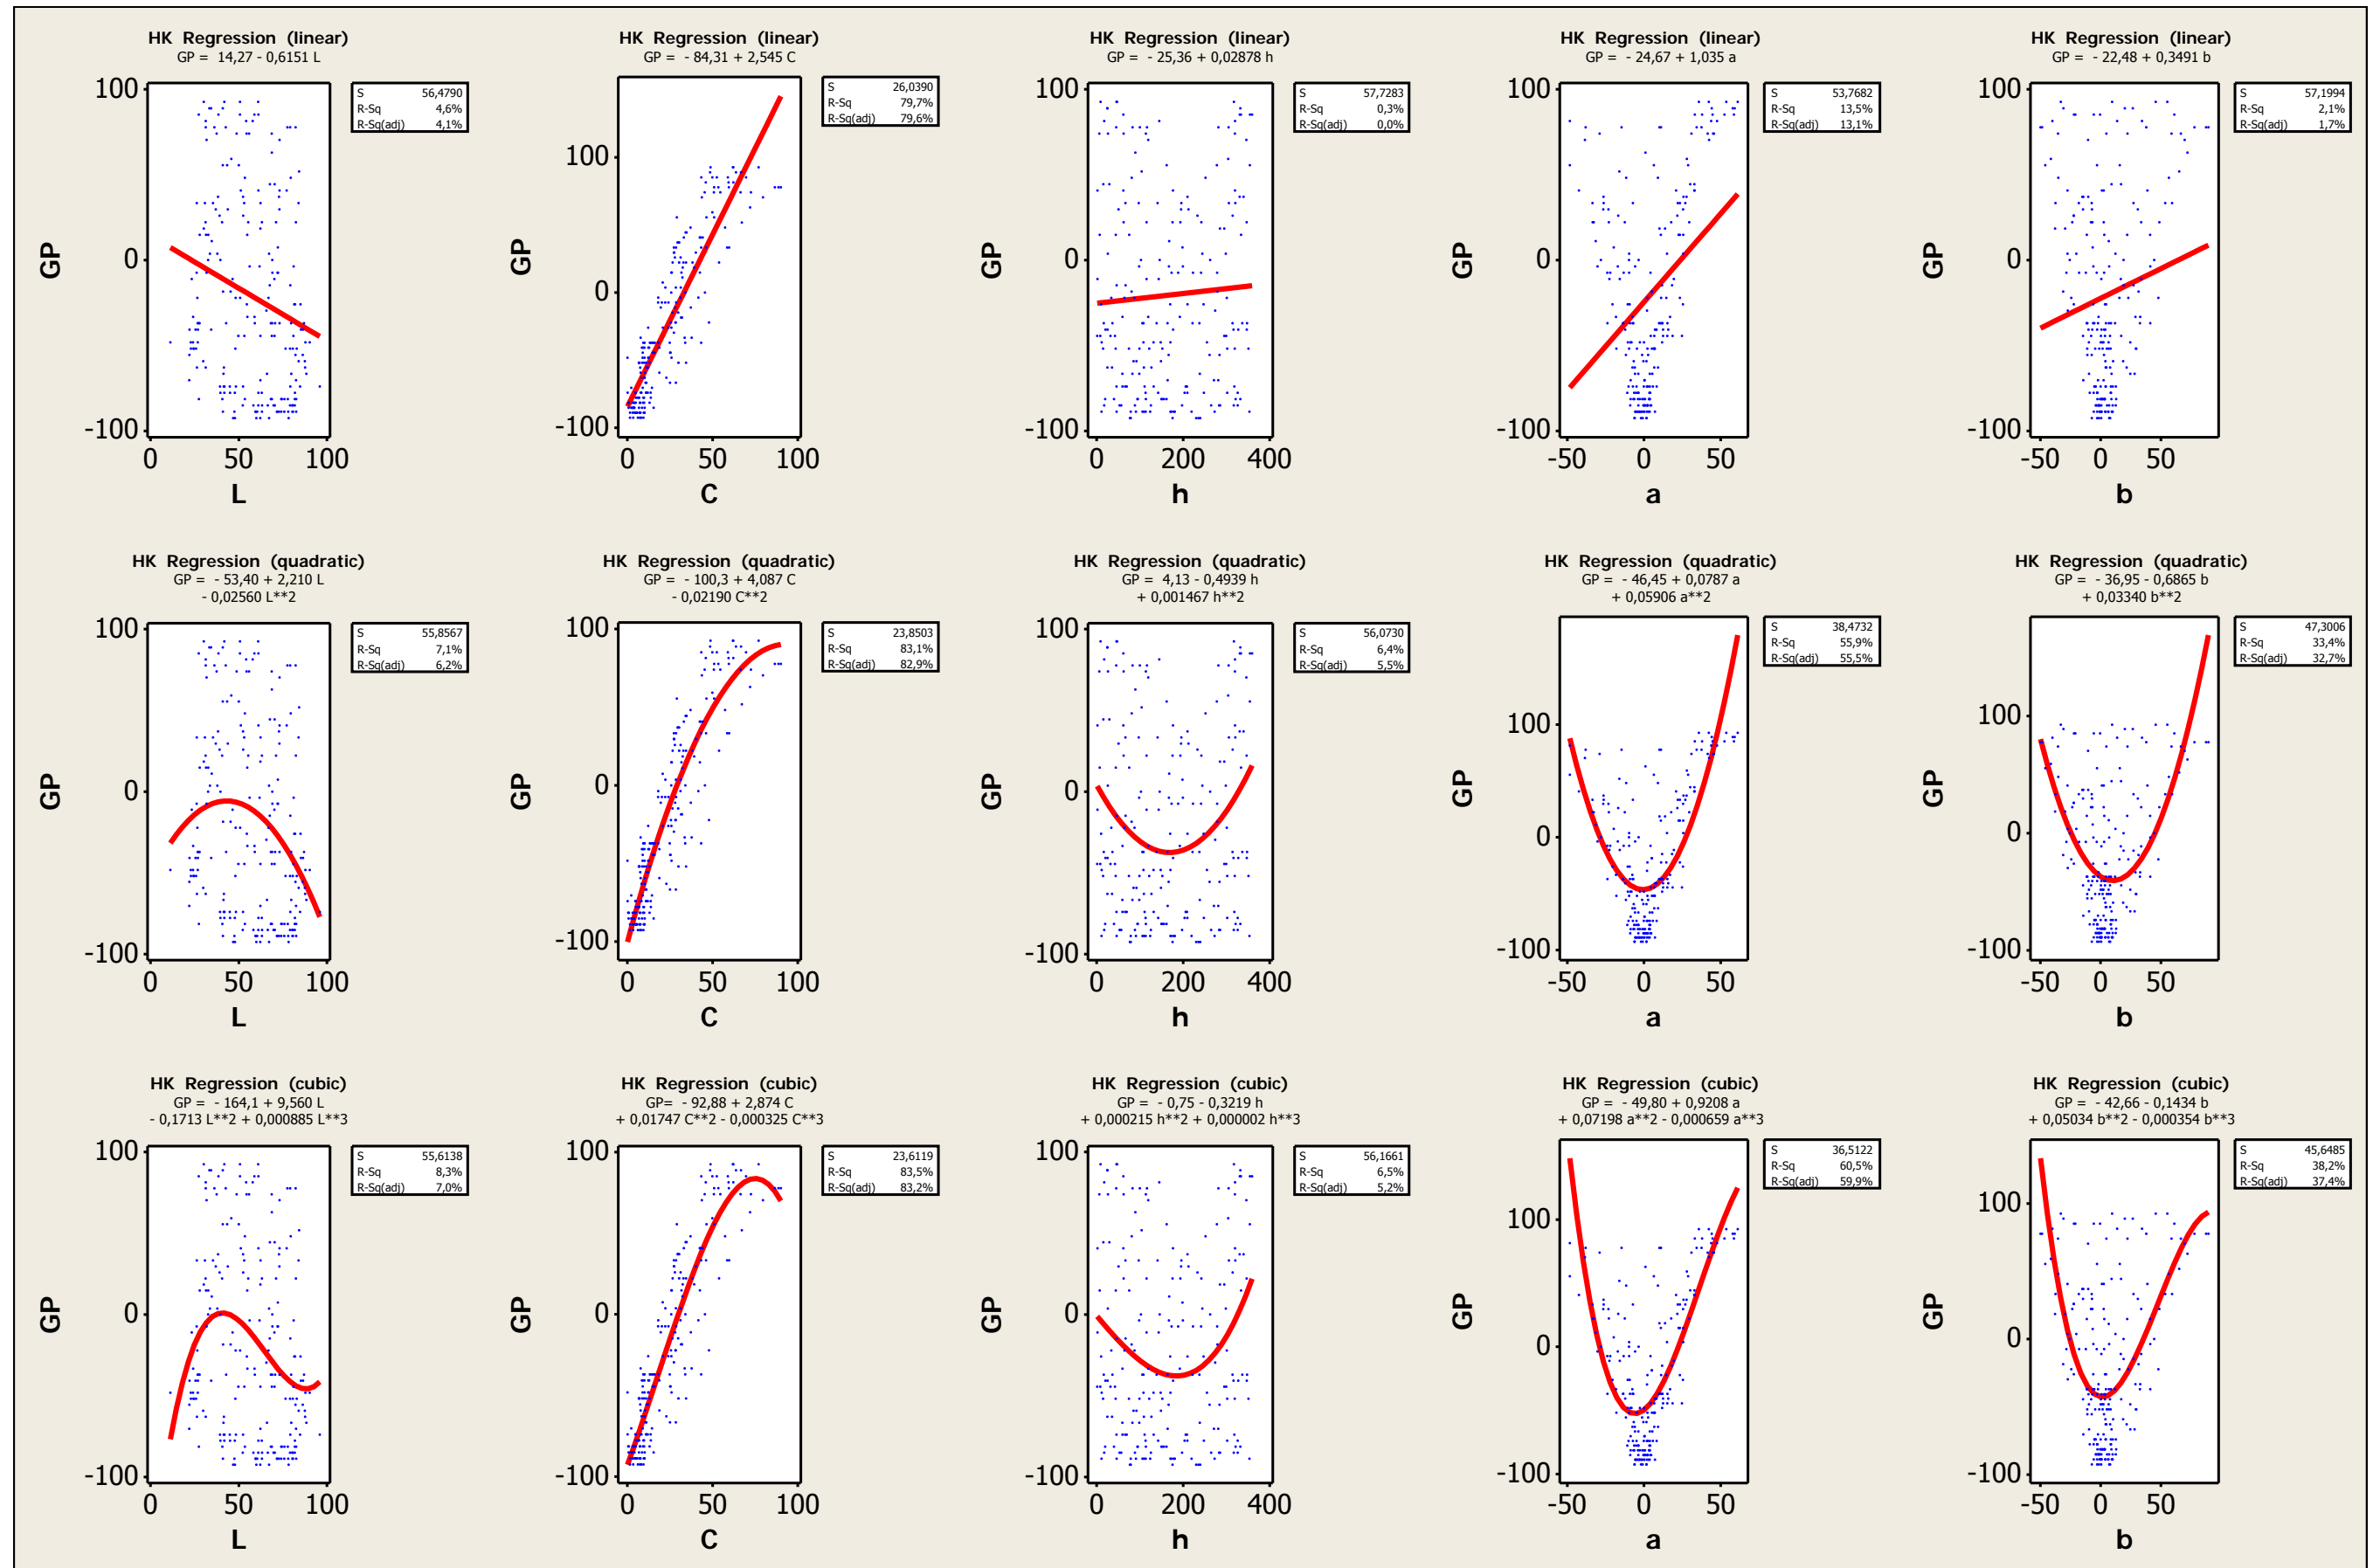 HK Regression (linear)
GP = 14,27 - 0,6151 L
S 56,4790
R-Sq 4,6%
R-Sq(adj) 4,1%
100
0
-100
GP
0 50 100
L
HK Regression (linear)
GP = - 84,31 + 2,545 C
S 26,0390
R-Sq 79,7%
R-Sq(adj) 79,6%
100
0
-100
GP
0 50 100
C
HK Regression (linear)
GP = - 25,36 + 0,02878 h
S 57,7283
R-Sq 0,3%
R-Sq(adj) 0,0%
100
0
-100
GP
0 200 400
h
HK Regression (linear)
GP = - 24,67 + 1,035 a
S 53,7682
R-Sq 13,5%
R-Sq(adj) 13,1%
100
0
-100
GP
-50 0 50
a
HK Regression (linear)
GP = - 22,48 + 0,3491 b
S 57,1994
R-Sq 2,1%
R-Sq(adj) 1,7%
100
0
-100
GP
-50 0 50
b
HK Regression (quadratic)
GP = - 53,40 + 2,210 L
- 0,02560 L**2
S 55,8567
R-Sq 7,1%
R-Sq(adj) 6,2%
100
0
-100
GP
0 50 100
L
HK Regression (quadratic)
GP = - 100,3 + 4,087 C
- 0,02190 C**2
S 23,8503
R-Sq 83,1%
R-Sq(adj) 82,9%
100
0
-100
GP
0 50 100
C
HK Regression (quadratic)
GP = 4,13 - 0,4939 h
+ 0,001467 h**2
S 56,0730
R-Sq 6,4%
R-Sq(adj) 5,5%
100
0
-100
GP
0 200 400
h
HK Regression (quadratic)
GP = - 46,45 + 0,0787 a
+ 0,05906 a**2
S 38,4732
R-Sq 55,9%
R-Sq(adj) 55,5%
100
0
-100
GP
-50 0 50
a
HK Regression (quadratic)
GP = - 36,95 - 0,6865 b
+ 0,03340 b**2
S 47,3006
R-Sq 33,4%
R-Sq(adj) 32,7%
100
0
-100
GP
-50 0 50
b
HK Regression (cubic)
GP = - 164,1 + 9,560 L
- 0,1713 L**2 + 0,000885 L**3
S 55,6138
R-Sq 8,3%
R-Sq(adj) 7,0%
100
0
-100
GP
0 50 100
L
HK Regression (cubic)
GP= - 92,88 + 2,874 C
+ 0,01747 C**2 - 0,000325 C**3
S 23,6119
R-Sq 83,5%
R-Sq(adj) 83,2%
100
0
-100
GP
0 50 100
C
HK Regression (cubic)
GP = - 0,75 - 0,3219 h
+ 0,000215 h**2 + 0,000002 h**3
S 56,1661
R-Sq 6,5%
R-Sq(adj) 5,2%
100
0
-100
GP
0 200 400
h
HK Regression (cubic)
GP = - 49,80 + 0,9208 a
+ 0,07198 a**2 - 0,000659 a**3
S 36,5122
R-Sq 60,5%
R-Sq(adj) 59,9%
100
0
-100
GP
-50 0 50
a
HK Regression (cubic)
GP = - 42,66 - 0,1434 b
+ 0,05034 b**2 - 0,000354 b**3
S 45,6485
R-Sq 38,2%
R-Sq(adj) 37,4%
100
0
-100
GP
-50 0 50
b